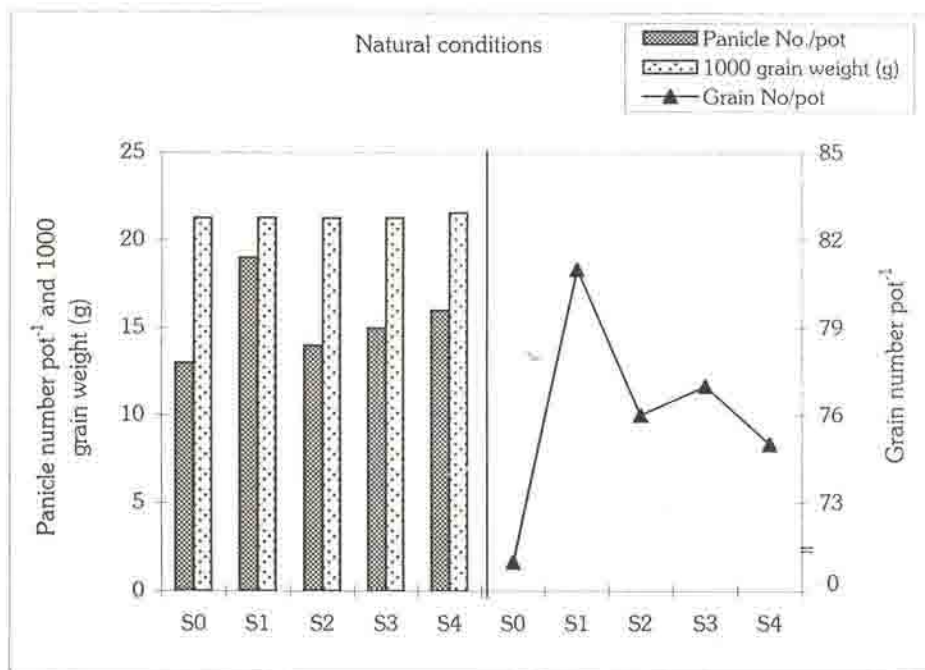 Natural conditions
Panicle No./pot
1000 grain weight (g)
Grain No/pot
Panicle number pot⁻¹ and 1000
grain weight (g)
25
20
15
10
5
0
S0 S1 S2 S3 S4
S0 S1 S2 S3 S4
85
82
79
76
73
0
Grain number pot⁻¹